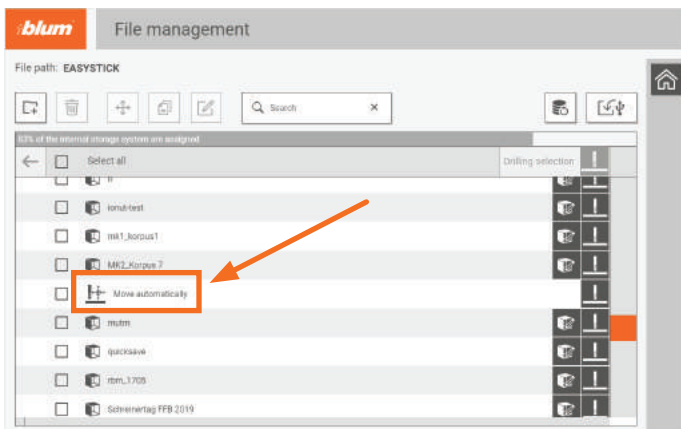 blum
File management
File path: EASYSTICK
Search
83% of the internal storage system are assigned
Select all
Drilling selection
ionut-test
mk1_korpus1
MK2_Korpus 7
Move automatically
mutm
quicksave
rbm_1705
Schreinertag FFB 2019